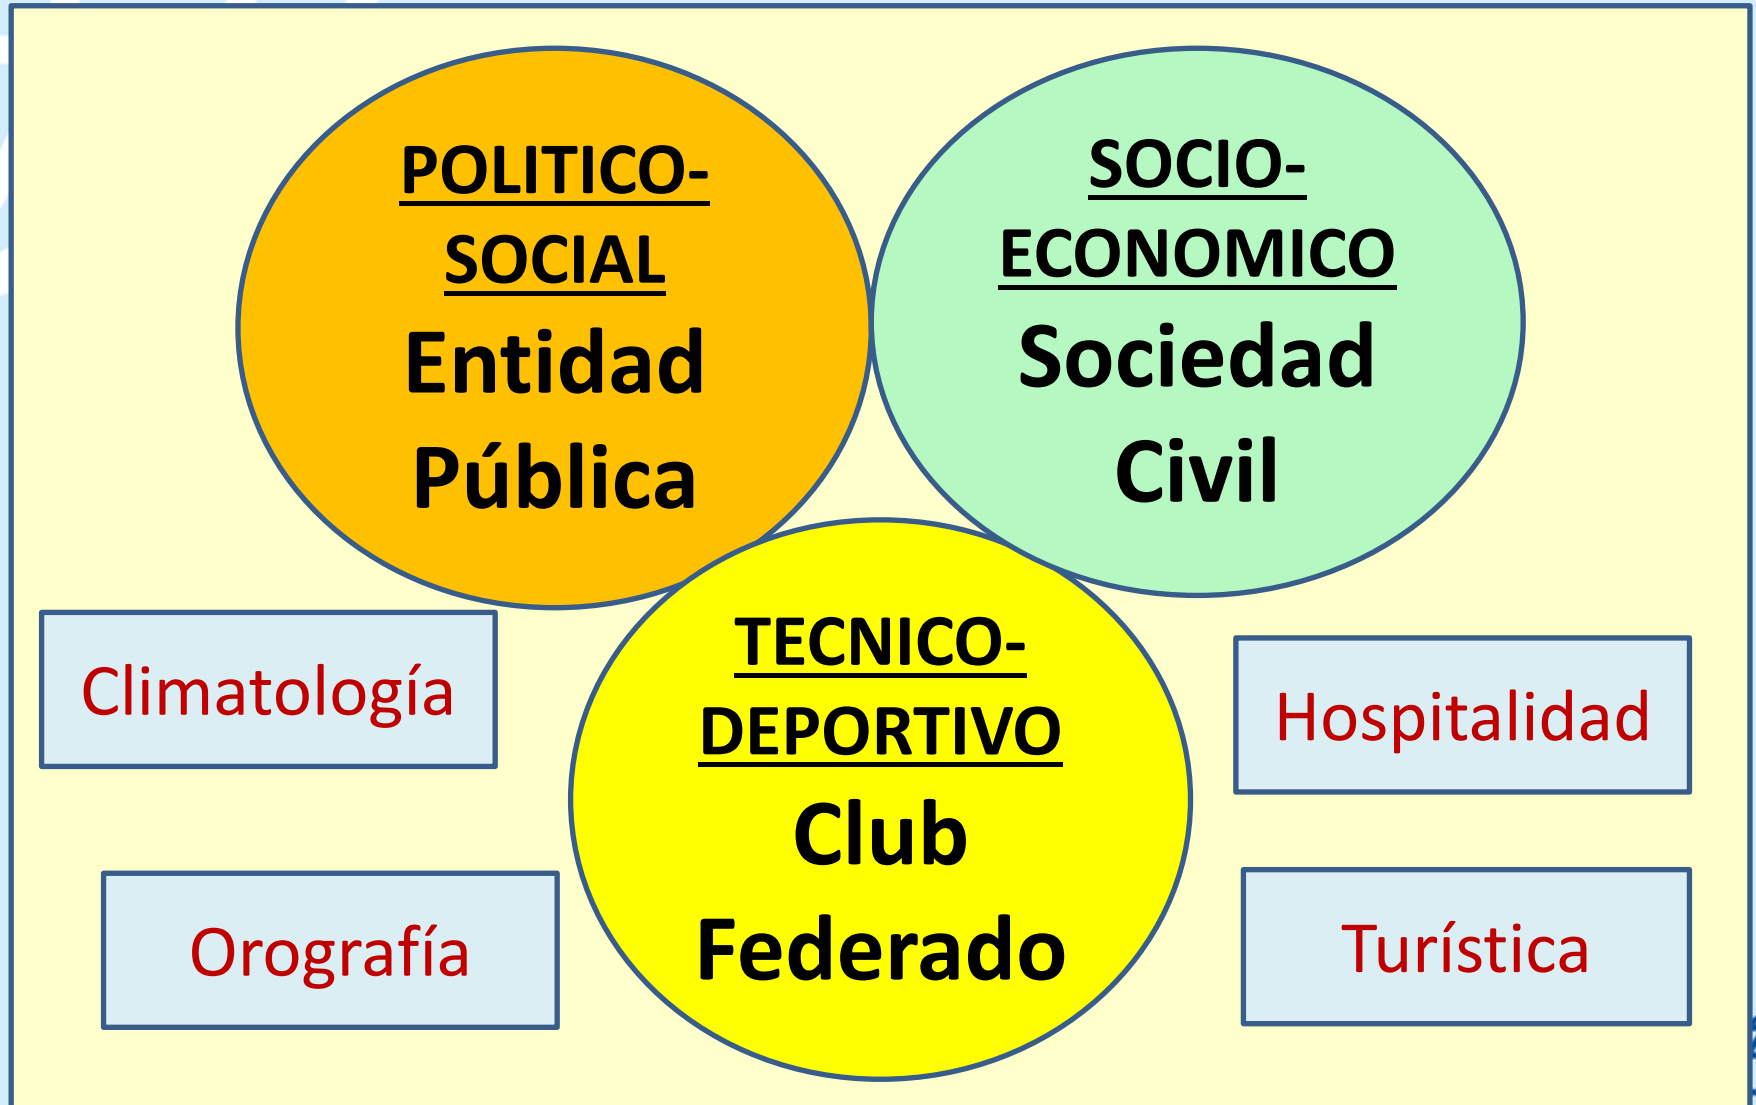 POLITICO-
SOCIAL
Entidad
Pública
SOCIO-
ECONOMICO
Sociedad
Civil
TECNICO-
DEPORTIVO
Club
Federado
Climatología
Orografía
Hospitalidad
Turística